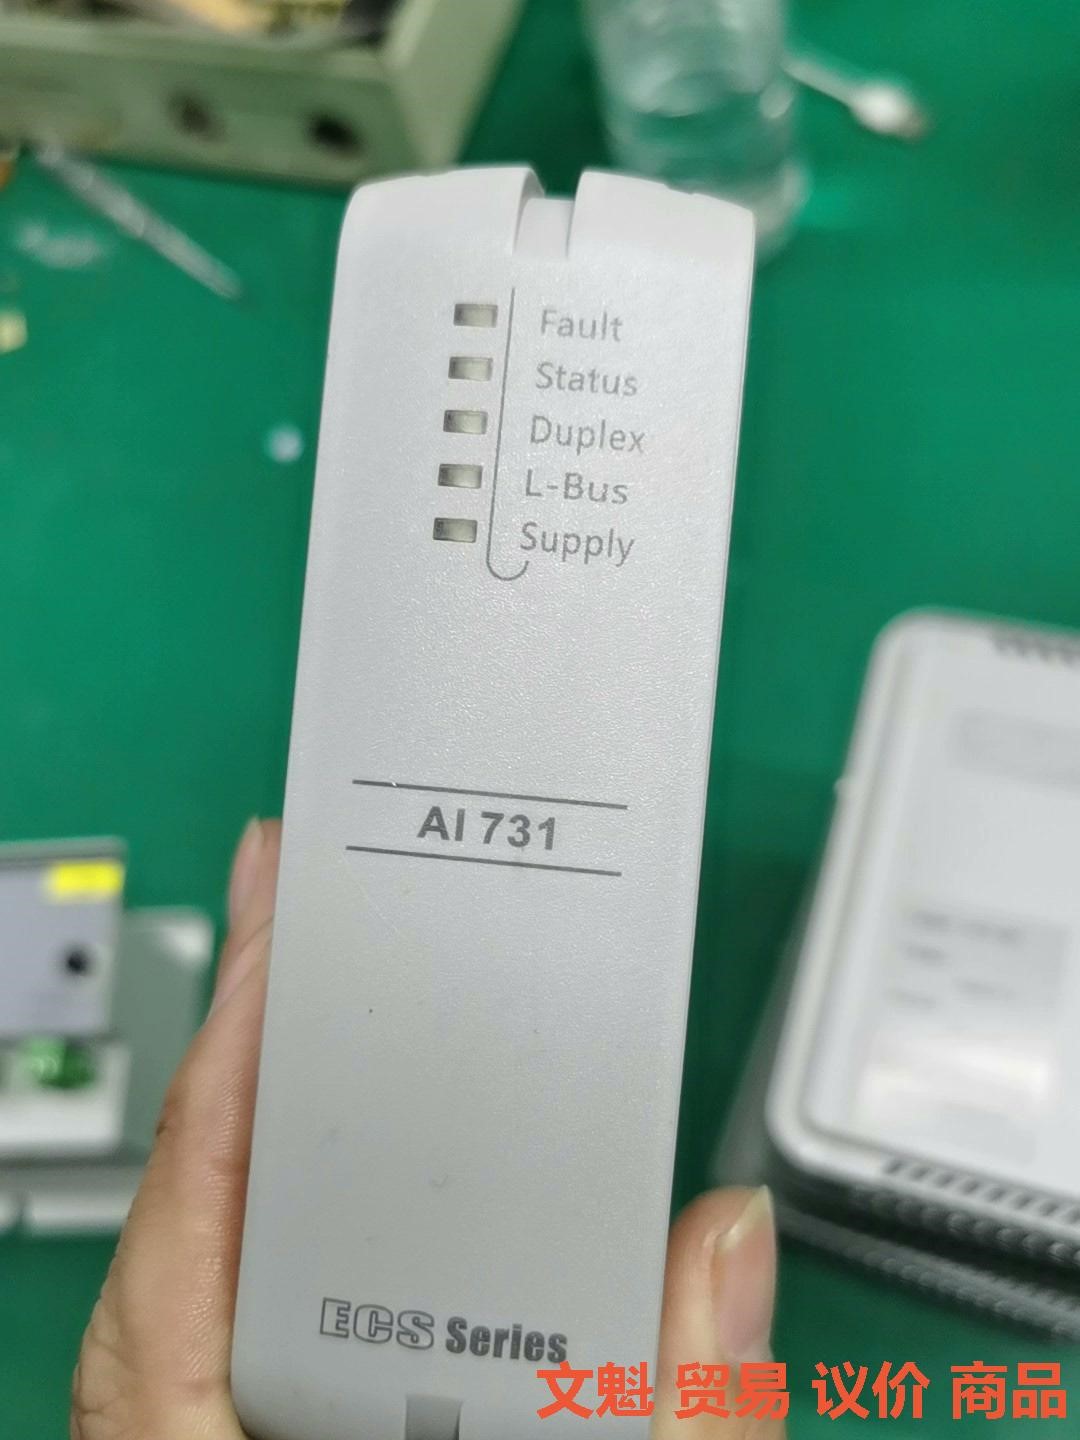 Fault
Status
Duplex
L-Bus
Supply
AI 731
ECS Series
文魁 贸易 议价 商品